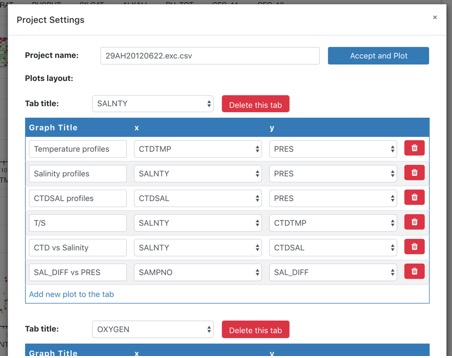 Project Settings
×
Project name: 29AH20120622.exc.csv Accept and Plot
Plots layout:
Tab title: SALNTY Delete this tab
Graph Title x y
Temperature profiles CTDTMP PRES
Salinity profiles SALNTY PRES
CTDSAL profiles CTDSAL PRES
T/S SALNTY CTDTMP
CTD vs Salinity SALNTY CTDSAL
SAL_DIFF vs PRES SAMPNO SAL_DIFF
Add new plot to the tab
Tab title: OXYGEN Delete this tab
Graph Title x y